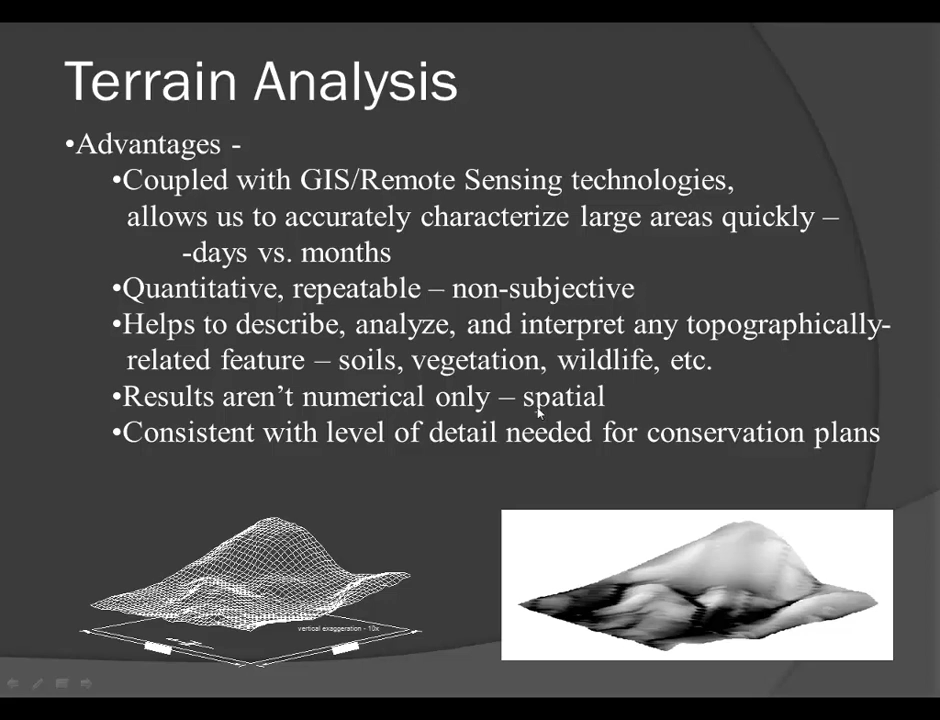 Terrain Analysis
•Advantages -
•Coupled with GIS/Remote Sensing technologies,
allows us to accurately characterize large areas quickly –
-days vs. months
•Quantitative, repeatable – non-subjective
•Helps to describe, analyze, and interpret any topographically-
related feature – soils, vegetation, wildlife, etc.
•Results aren’t numerical only – spatial
•Consistent with level of detail needed for conservation plans
vertical exaggeration - 10x